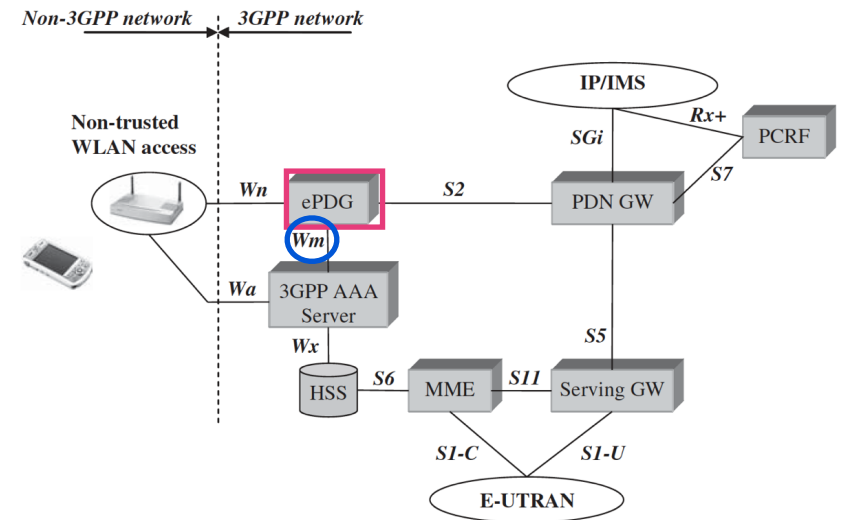 Non-3GPP network
3GPP network
IP/IMS
Rx+
PCRF
Non-trusted
WLAN access
SGi
S7
Wn
ePDG
S2
PDN GW
Wm
Wa
3GPP AAA
Server
S5
Wx
HSS
S6
MME
S11
Serving GW
S1-C
S1-U
E-UTRAN